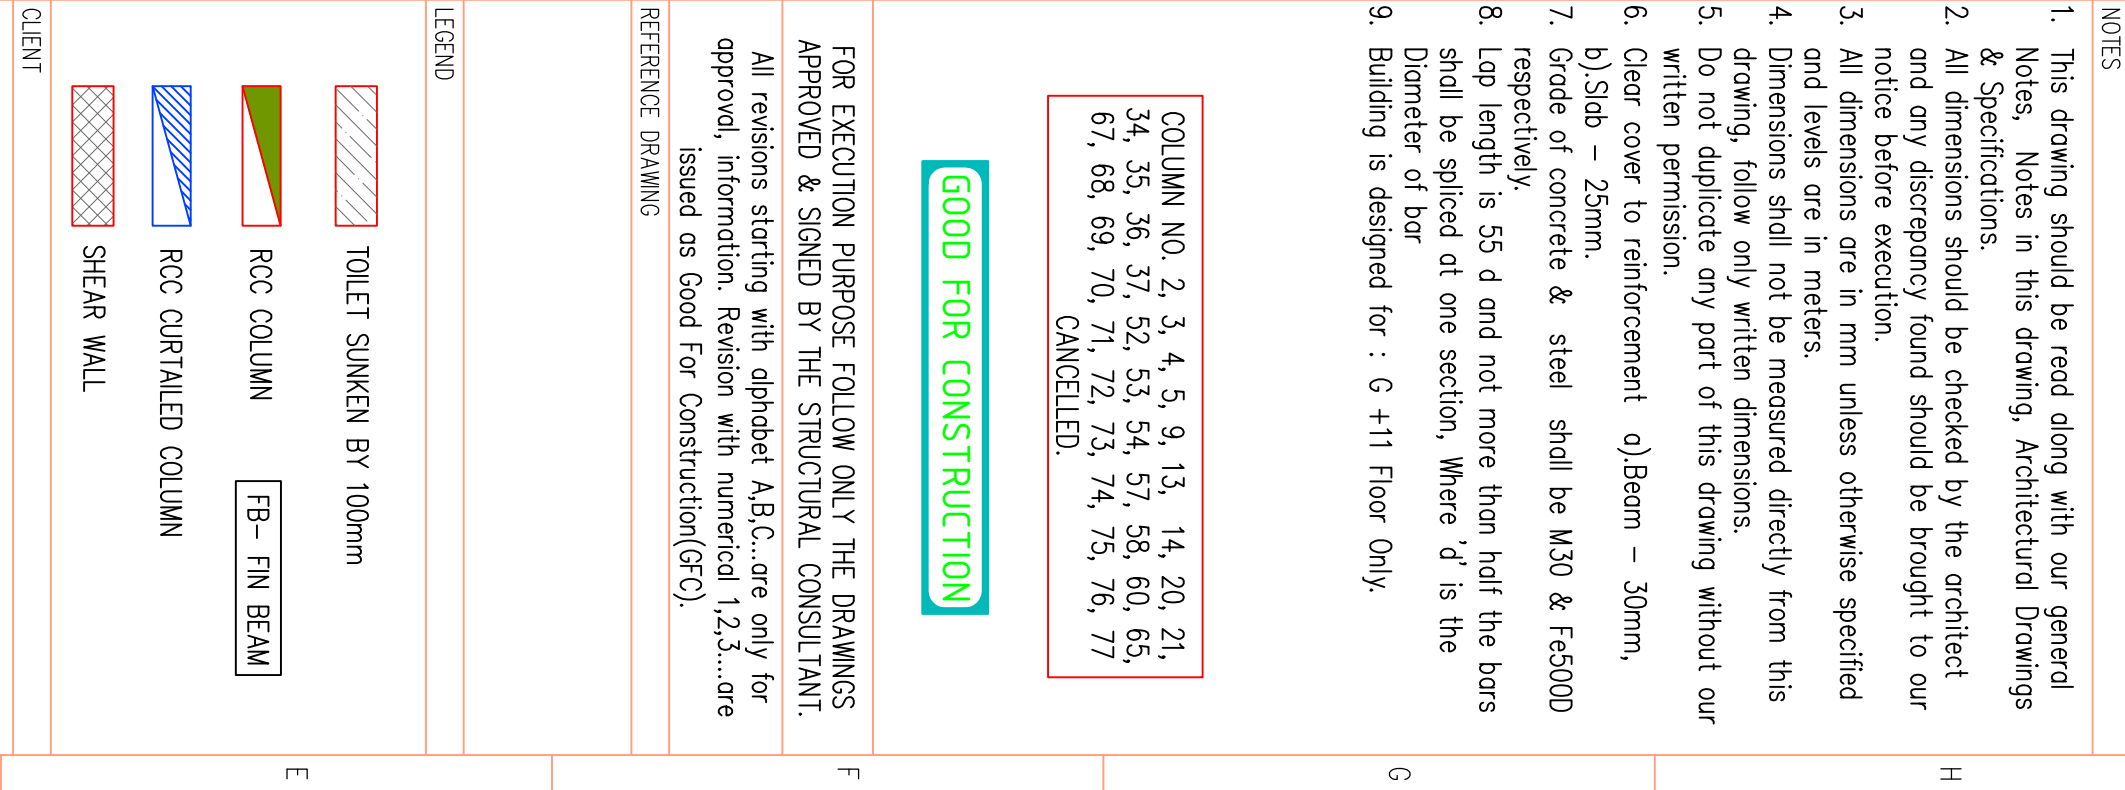 NOTES
1. This drawing should be read along with our general
Notes, Notes in this drawing, Architectural Drawings
& Specifications.
2. All dimensions should be checked by the architect
and any discrepancy found should be brought to our
notice before execution.
3. All dimensions are in mm unless otherwise specified
and levels are in meters.
4. Dimensions shall not be measured directly from this
drawing, follow only written dimensions.
5. Do not duplicate any part of this drawing without our
written permission.
6. Clear cover to reinforcement a).Beam - 30mm,
b).Slab - 25mm.
7. Grade of concrete & steel shall be M30 & Fe500D
respectively.
8. Lap length is 55 d and not more than half the bars
shall be spliced at one section, Where 'd' is the
Diameter of bar
9. Building is designed for : G +11 Floor Only.
COLUMN NO. 2, 3, 4, 5, 9, 13, 14, 20, 21,
34, 35, 36, 37, 52, 53, 54, 57, 58, 60, 65,
67, 68, 69, 70, 71, 72, 73, 74, 75, 76, 77
CANCELLED.
GOOD FOR CONSTRUCTION
FOR EXECUTION PURPOSE FOLLOW ONLY THE DRAWINGS
APPROVED & SIGNED BY THE STRUCTURAL CONSULTANT.
All revisions starting with alphabet A,B,C...are only for
approval, information. Revision with numerical 1,2,3....are
issued as Good For Construction(GFC).
REFERENCE DRAWING
LEGEND
TOILET SUNKEN BY 100mm
RCC COLUMN
FB- FIN BEAM
RCC CURTAILED COLUMN
SHEAR WALL
CLIENT
H
G
F
E